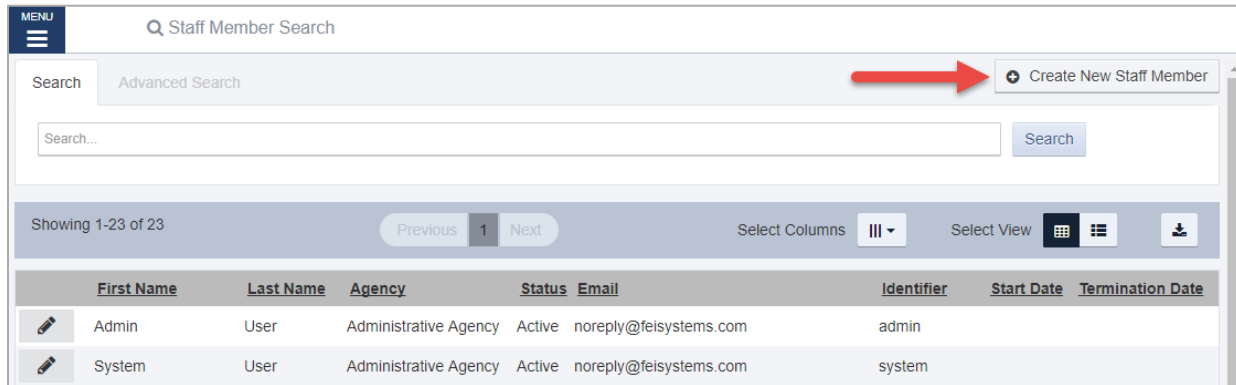 MENU
Staff Member Search
Search
Advanced Search
Create New Staff Member
Search...
Search
Showing 1-23 of 23
Previous 1 Next
Select Columns
Select View
First Name Last Name Agency Status Email Identifier Start Date Termination Date
Admin User Administrative Agency Active noreply@feisystems.com admin
System User Administrative Agency Active noreply@feisystems.com system